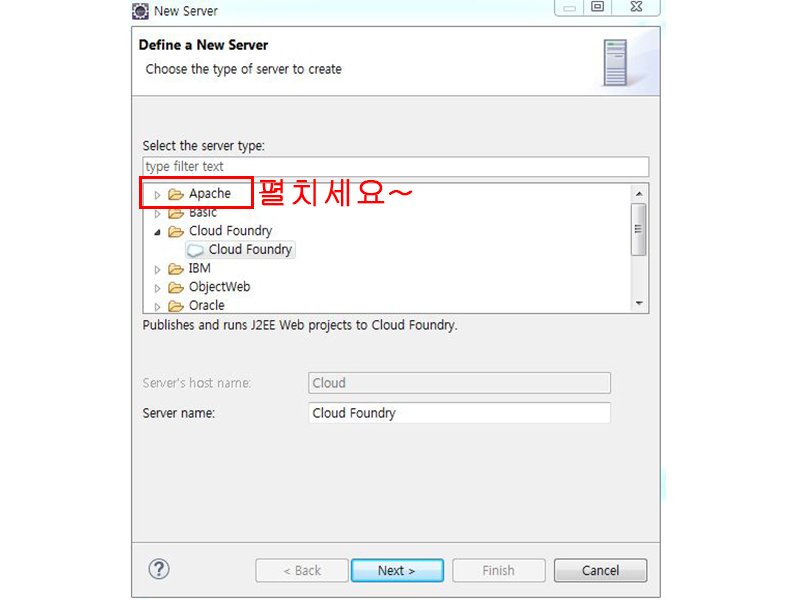 New Server
Define a New Server
Choose the type of server to create
Select the server type:
type filter text
Apache 펼치세요~
Basic
Cloud Foundry
Cloud Foundry
IBM
ObjectWeb
Oracle
Publishes and runs J2EE Web projects to Cloud Foundry.
Server's host name: Cloud
Server name: Cloud Foundry
? < Back Next > Finish Cancel